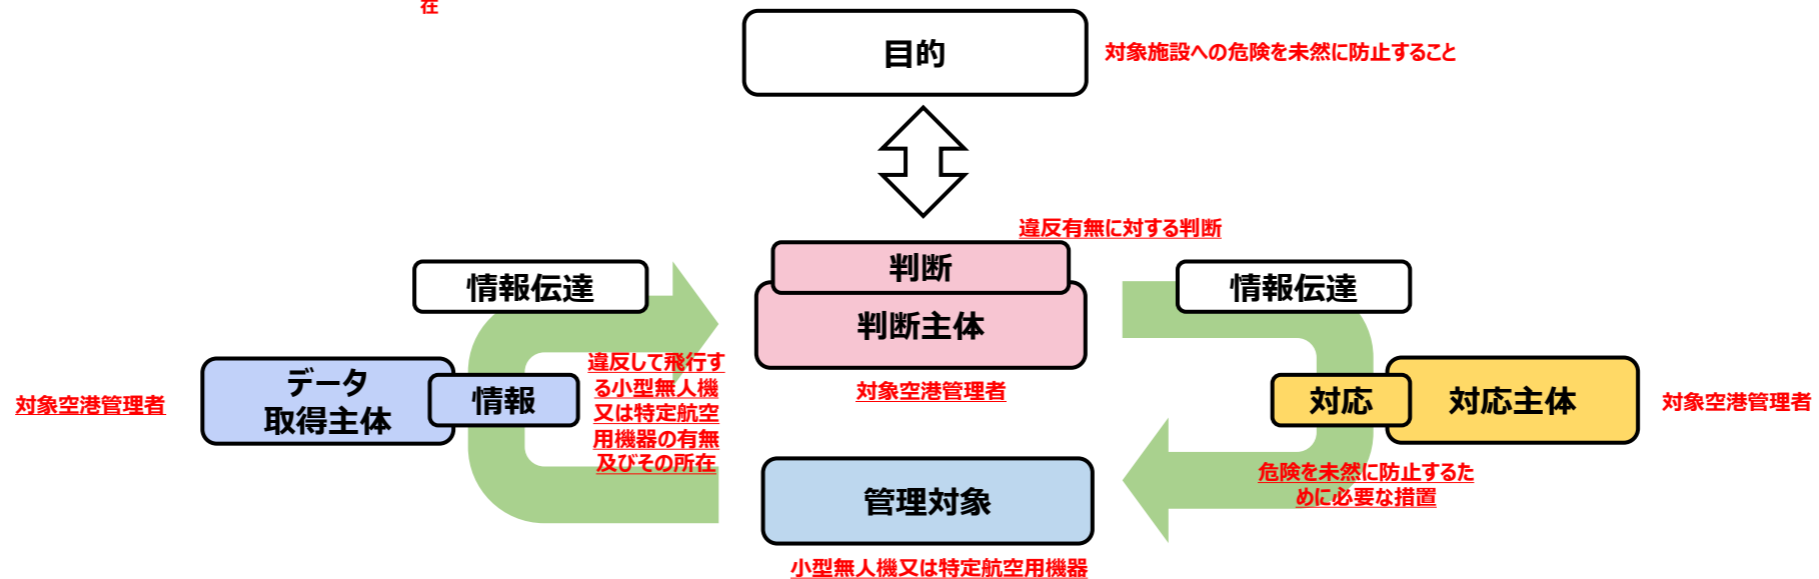 在
目的
対象施設への危険を未然に防止すること
違反有無に対する判断
判断
判断主体
対象空港管理者
情報伝達
情報伝達
対象空港管理者
データ
取得主体
情報
違反して飛行す
る小型無人機
又は特定航空
用機器の有無
及びその所在
対応
対応主体
対象空港管理者
危険を未然に防止するた
めに必要な措置
管理対象
小型無人機又は特定航空用機器